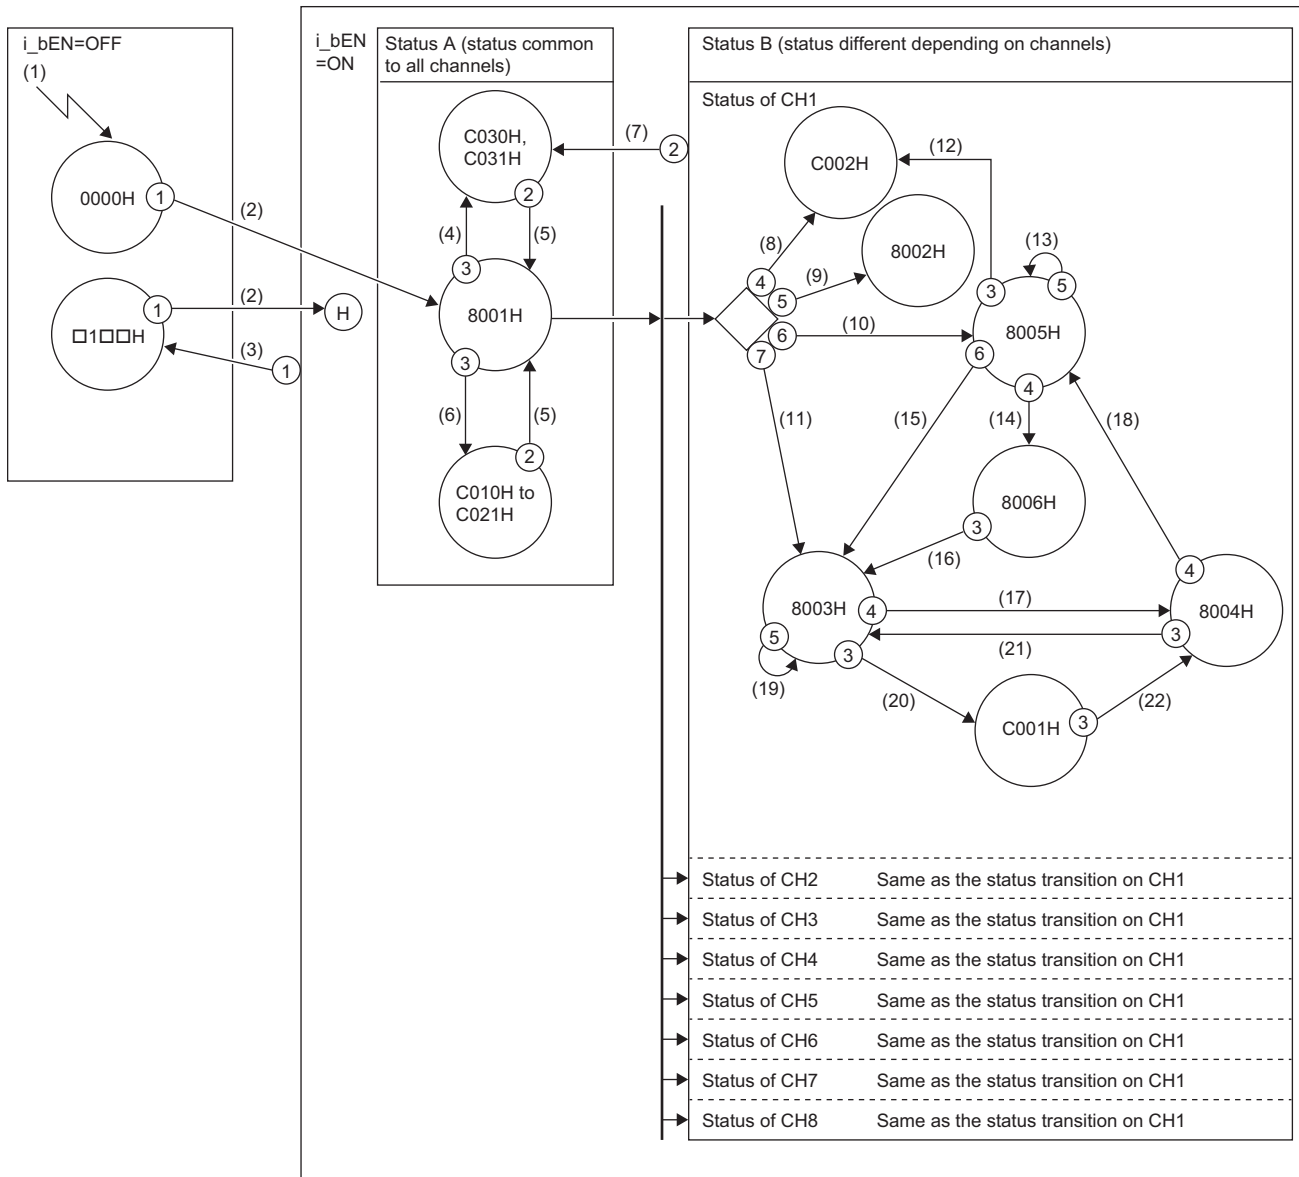 i_bEN=OFF
(1)
0000H
1
(2)
□1□□H
1
(2)
H
(3)
1
i_bEN
=ON
Status A (status common
to all channels)
C030H,
C031H
2
(7)
2
(4)
(5)
3
8001H
3
(6)
(5)
2
C010H to
C021H
Status B (status different depending on channels)
Status of CH1
C002H
(12)
8002H
(8)
(9)
(13)
4
5
6
7
(10)
3
5
8005H
6
4
(11)
(15)
(14)
(18)
8006H
3
(16)
4
8003H
4
(17)
8004H
5
3
(21)
3
(19)
(20)
C001H
3
(22)
Status of CH2 Same as the status transition on CH1
Status of CH3 Same as the status transition on CH1
Status of CH4 Same as the status transition on CH1
Status of CH5 Same as the status transition on CH1
Status of CH6 Same as the status transition on CH1
Status of CH7 Same as the status transition on CH1
Status of CH8 Same as the status transition on CH1